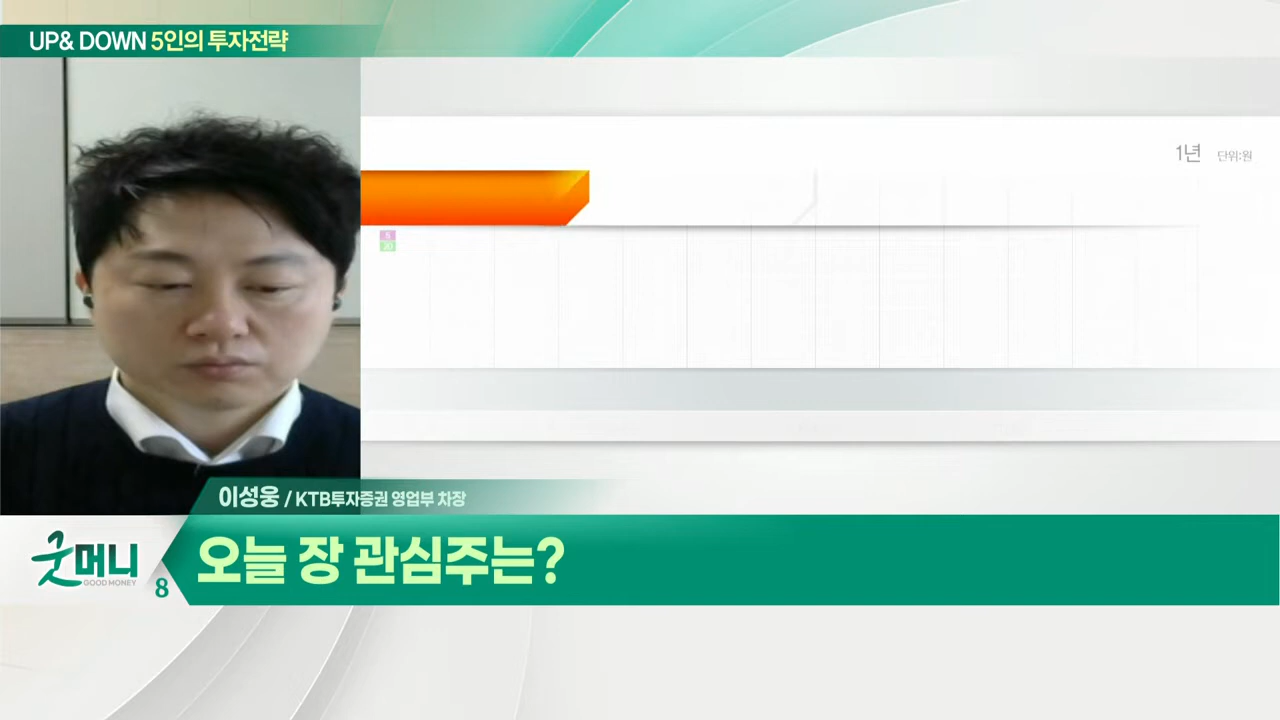 UP& DOWN 5인의 투자전략
1년 단위:원
5
20
이성웅 / KTB투자증권 영업부 차장
굿머니
GOOD MONEY
8
오늘 장 관심주는?